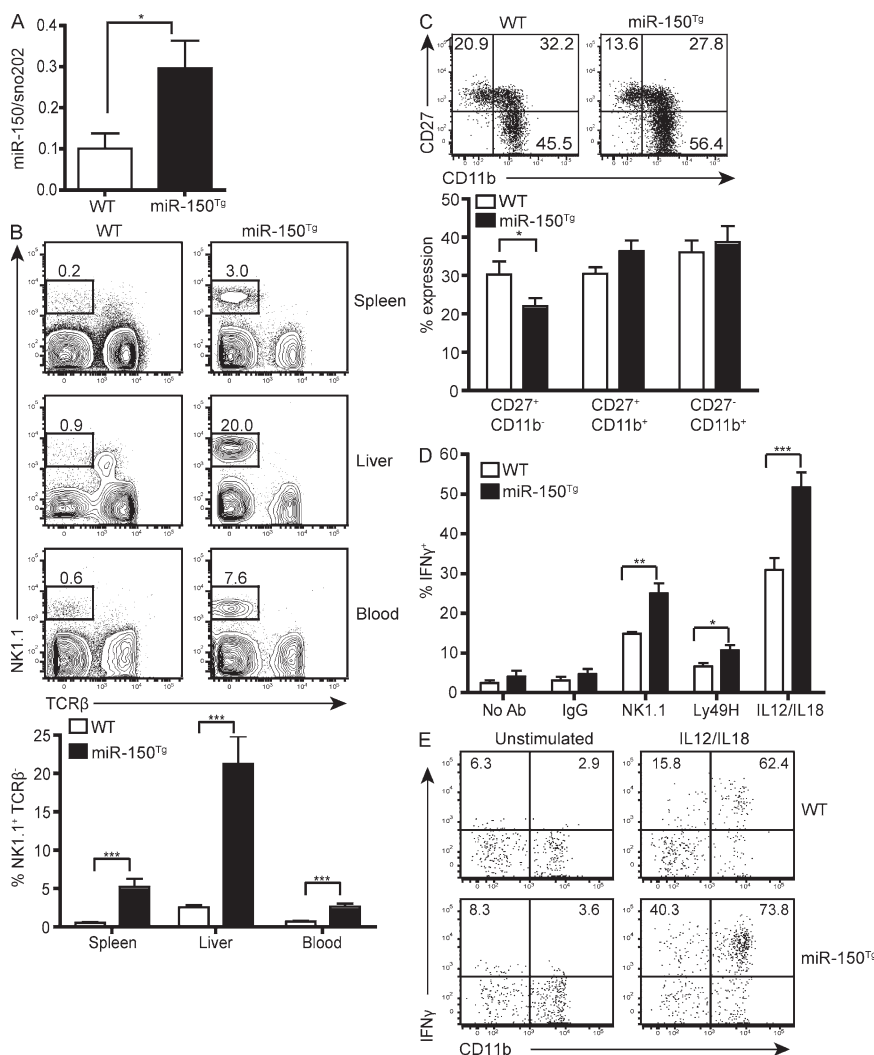 A
*
miR-150/sno202
0.4
0.3
0.2
0.1
0.0
WT
miR-150Tg
B
WT
miR-150Tg
0.2
3.0
Spleen
0.9
20.0
Liver
0.6
7.6
Blood
NK1.1
TCRβ
WT
miR-150Tg
% NK1.1+ TCRβ-
25
20
15
10
5
0
***
***
***
Spleen
Liver
Blood
C
WT
miR-150Tg
20.9
32.2
45.5
13.6
27.8
56.4
CD27
CD11b
WT
miR-150Tg
*
% expression
50
40
30
20
10
0
CD27+
CD11b-
CD27+
CD11b+
CD27-
CD11b+
D
WT
miR-150Tg
% IFNγ+
60
50
40
30
20
10
0
**
*
***
No Ab
IgG
NK1.1
Ly49H
IL12/IL18
E
Unstimulated
IL12/IL18
6.3
2.9
15.8
62.4
WT
8.3
3.6
40.3
73.8
miR-150Tg
IFNγ
CD11b